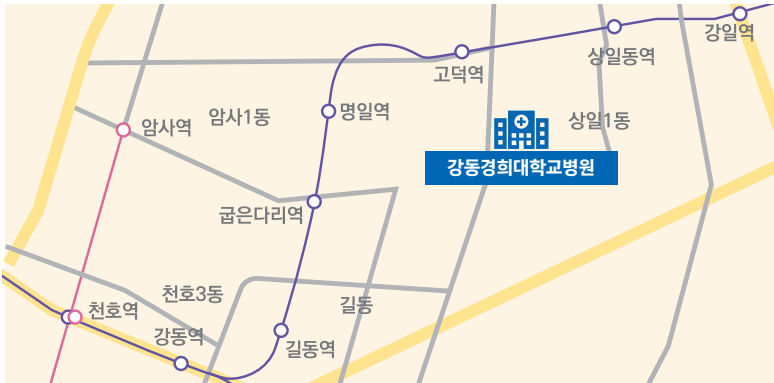 강일역
상일동역
고덕역
명일역
암사1동
암사역
상일1동
강동경희대학교병원
굽은다리역
천호3동
길동
천호역
강동역
길동역